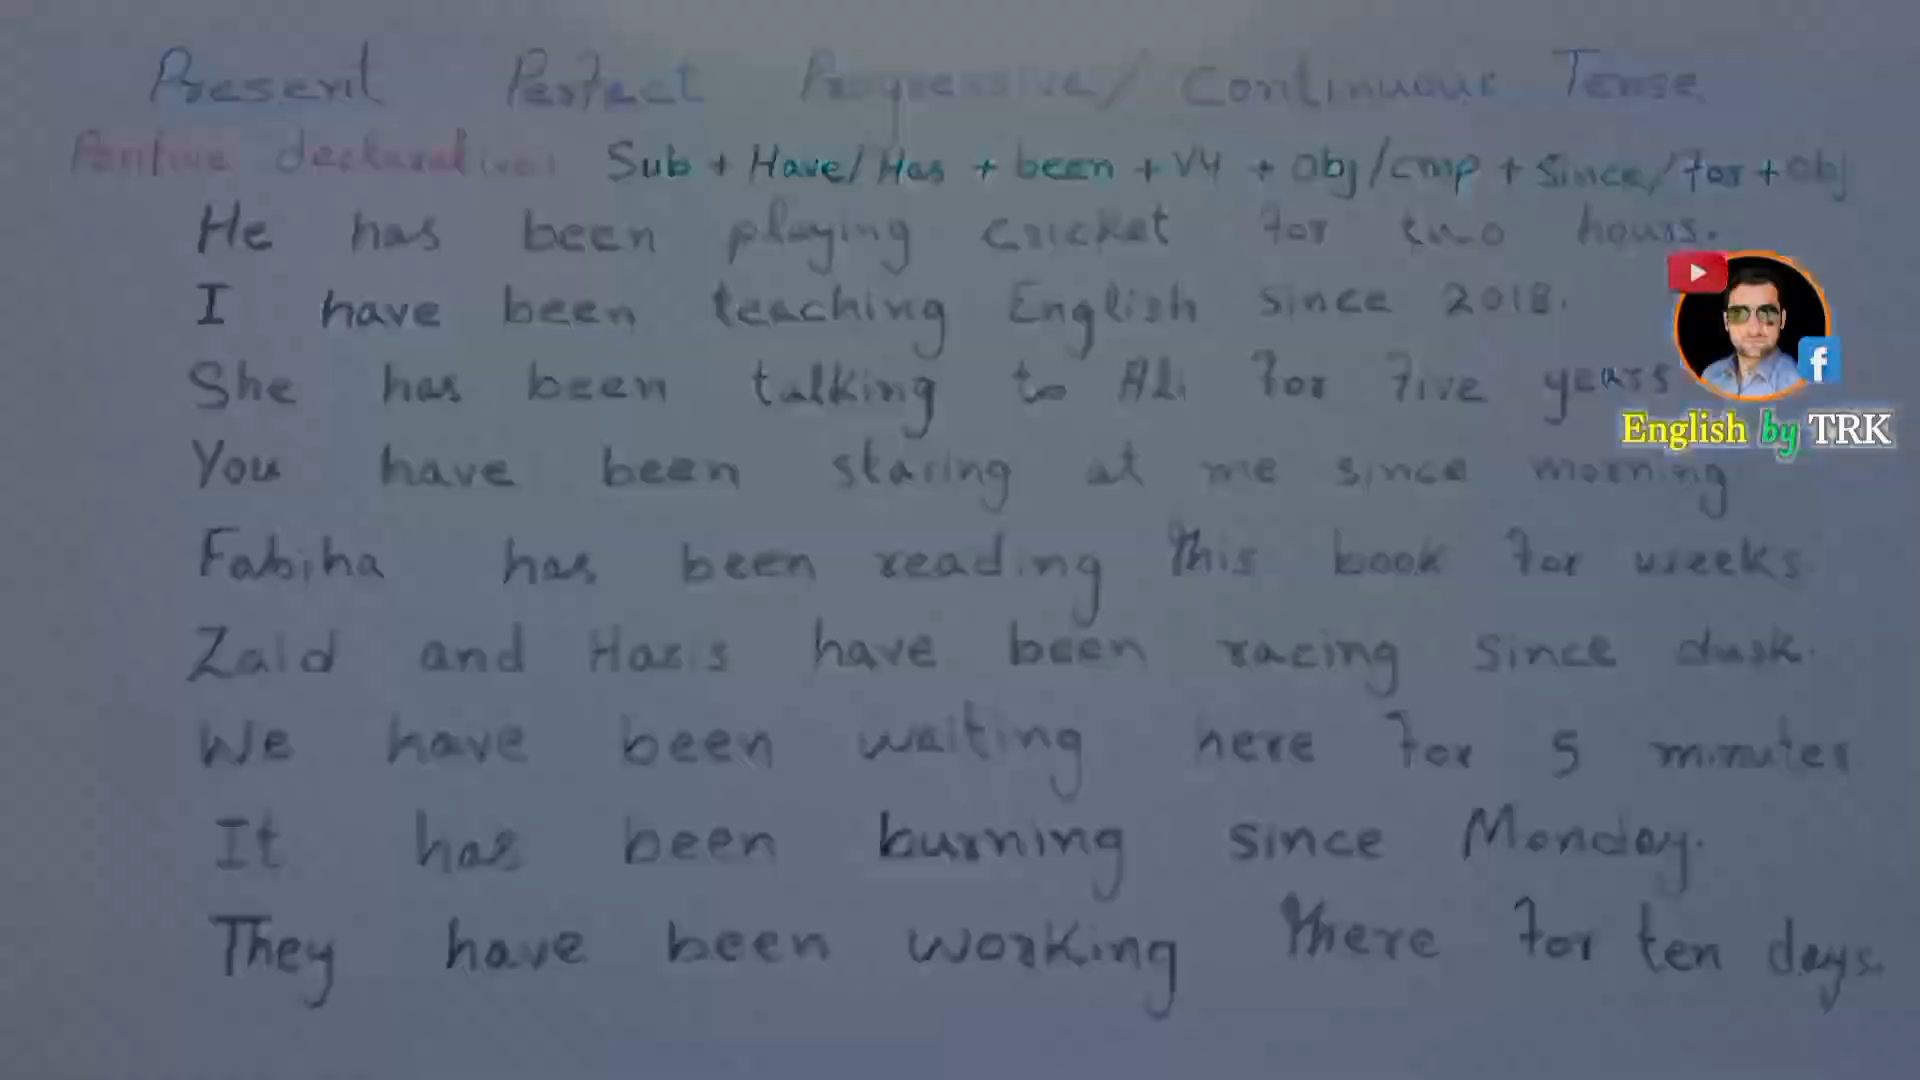 Present Perfect Progressive/ Continuous Tense
Positive declarative: Sub + Have/Has + been + V4 + Obj/cmp + Since/for + obj
He has been playing cricket for two hours.
I have been teaching English since 2018.
She has been talking to Ali for five years
You have been staring at me since morning
Fabiha has been reading this book for weeks.
Zaid and Haris have been racing since dusk.
We have been waiting here for 5 minutes
It has been burning since Monday.
They have been working there for ten days.
English by TRK